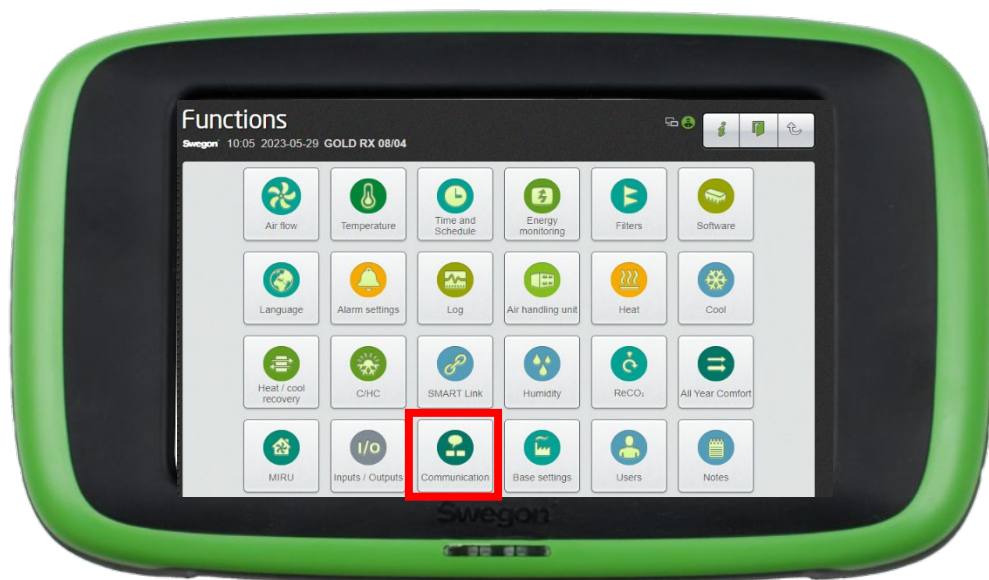 Functions
Swegon 10:05 2023-05-29 GOLD RX 08/04
Air flow
Temperature
Time and
Schedule
Energy
monitoring
Filters
Software
Language
Alarm settings
Log
Air handling unit
Heat
Cool
Heat / cool
recovery
C/HC
SMART Link
Humidity
ReCO₂
All Year Comfort
MIRU
I/O
Inputs / Outputs
Communication
Base settings
Users
Notes
Swegon